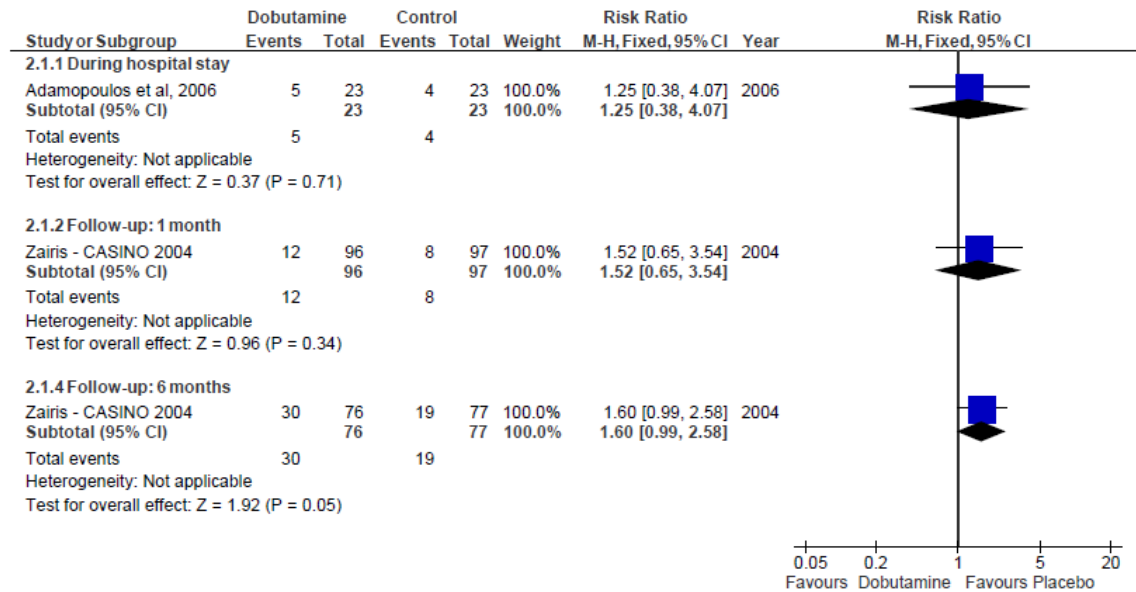 Dobutamine Control Risk Ratio Risk Ratio
Study or Subgroup Events Total Events Total Weight M-H, Fixed, 95% CI Year M-H, Fixed, 95% CI
2.1.1 During hospital stay
Adamopoulos et al, 2006 5 23 4 23 100.0% 1.25 [0.38, 4.07] 2006
Subtotal (95% CI) 23 23 100.0% 1.25 [0.38, 4.07]
Total events 5 4
Heterogeneity: Not applicable
Test for overall effect: Z = 0.37 (P = 0.71)
2.1.2 Follow-up: 1 month
Zairis - CASINO 2004 12 96 8 97 100.0% 1.52 [0.65, 3.54] 2004
Subtotal (95% CI) 96 97 100.0% 1.52 [0.65, 3.54]
Total events 12 8
Heterogeneity: Not applicable
Test for overall effect: Z = 0.96 (P = 0.34)
2.1.4 Follow-up: 6 months
Zairis - CASINO 2004 30 76 19 77 100.0% 1.60 [0.99, 2.58] 2004
Subtotal (95% CI) 76 77 100.0% 1.60 [0.99, 2.58]
Total events 30 19
Heterogeneity: Not applicable
Test for overall effect: Z = 1.92 (P = 0.05)
0.05 0.2 1 5 20
Favours Dobutamine Favours Placebo